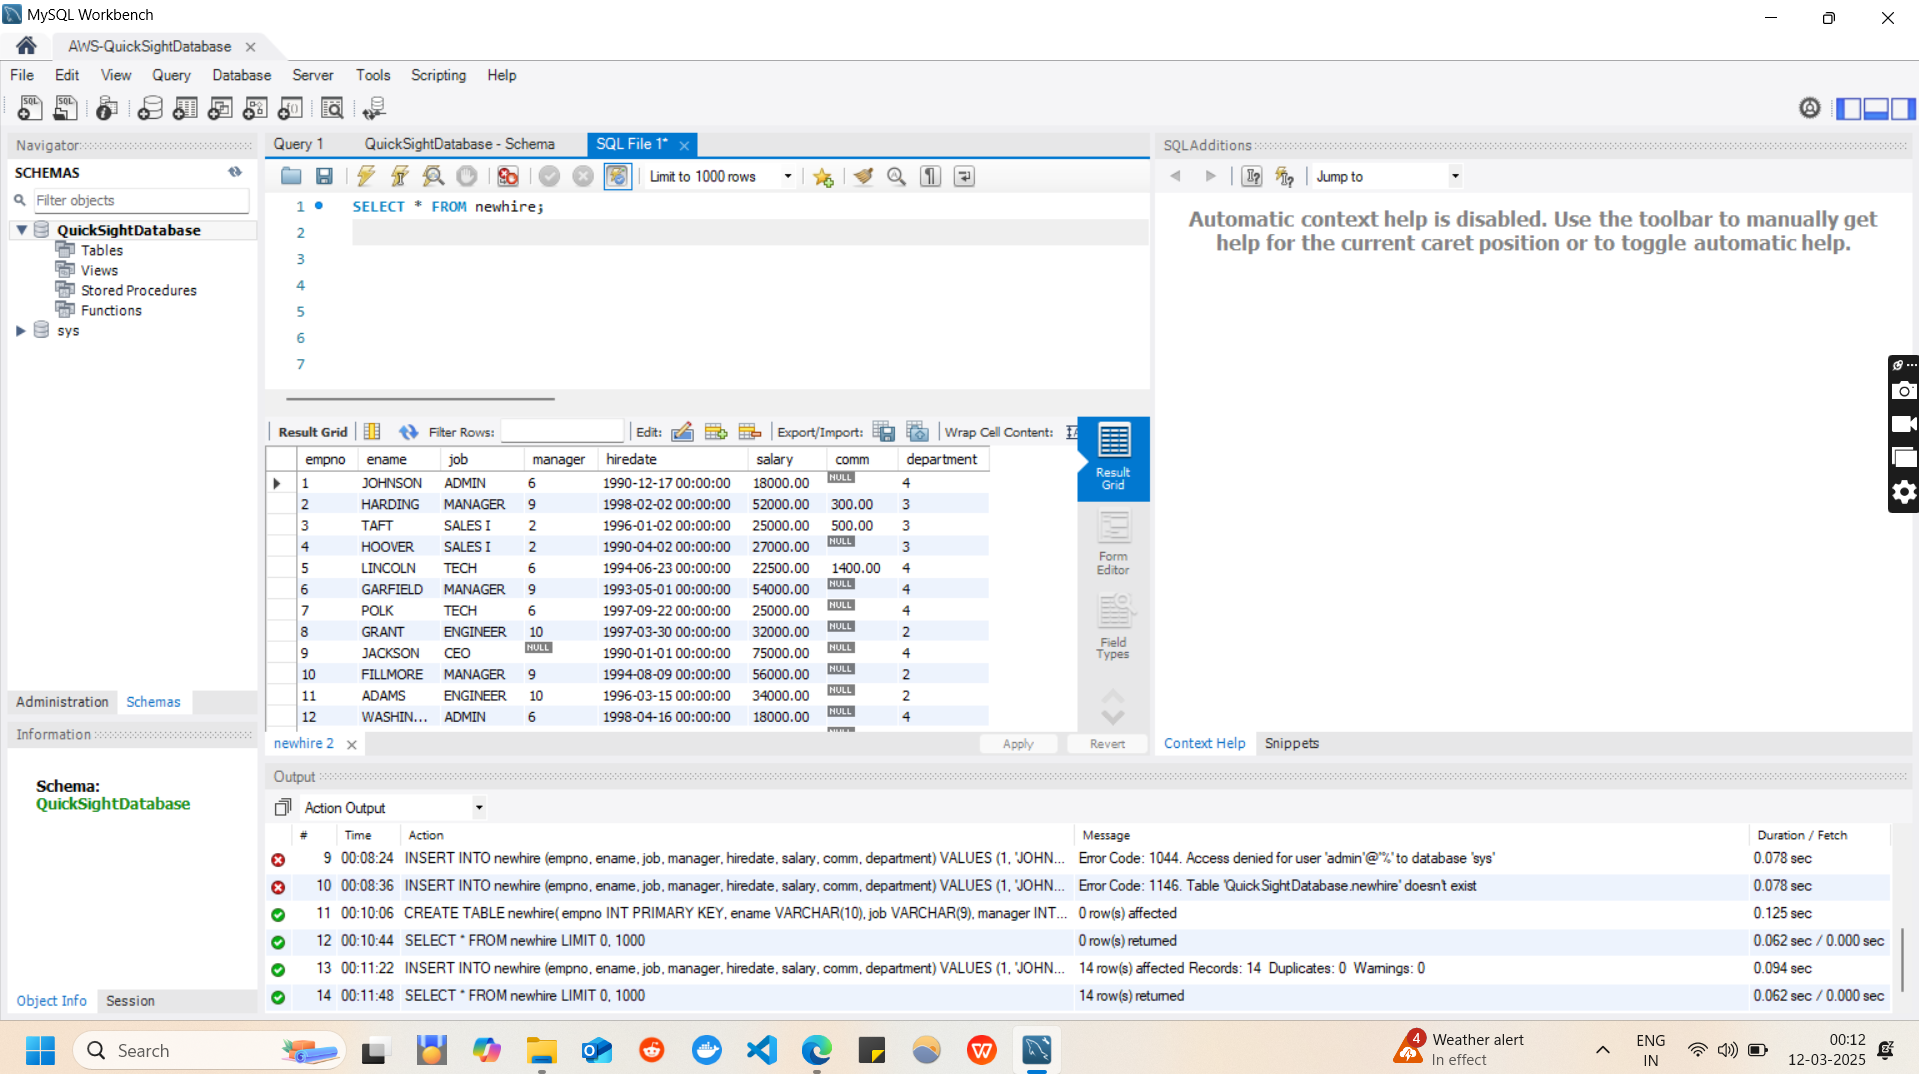 MySQL Workbench
AWS-QuickSightDatabase
File Edit View Query Database Server Tools Scripting Help
Navigator
SCHEMAS
Filter objects
QuickSightDatabase
Tables
Views
Stored Procedures
Functions
sys
Administration Schemas
Information
Schema:
QuickSightDatabase
Object Info Session
Query 1 QuickSightDatabase - Schema SQL File 1*
Limit to 1000 rows
1 SELECT * FROM newhire;
2
3
4
5
6
7
Result Grid Filter Rows: Edit: Export/Import: Wrap Cell Content:
empno ename job manager hiredate salary comm department
1 JOHNSON ADMIN 6 1990-12-17 00:00:00 18000.00 NULL 4
2 HARDING MANAGER 9 1998-02-02 00:00:00 52000.00 300.00 3
3 TAFT SALES I 2 1996-01-02 00:00:00 25000.00 500.00 3
4 HOOVER SALES I 2 1990-04-02 00:00:00 27000.00 NULL 3
5 LINCOLN TECH 6 1994-06-23 00:00:00 22500.00 1400.00 4
6 GARFIELD MANAGER 9 1993-05-01 00:00:00 54000.00 NULL 4
7 POLK TECH 6 1997-09-22 00:00:00 25000.00 NULL 4
8 GRANT ENGINEER 10 1997-03-30 00:00:00 32000.00 NULL 2
9 JACKSON CEO NULL 1990-01-01 00:00:00 75000.00 NULL 4
10 FILLMORE MANAGER 9 1994-08-09 00:00:00 56000.00 NULL 2
11 ADAMS ENGINEER 10 1996-03-15 00:00:00 34000.00 NULL 2
12 WASHIN... ADMIN 6 1998-04-16 00:00:00 18000.00 NULL 4
Result
Grid
Form
Editor
Field
Types
newhire 2 Apply Revert
SQLAdditions
Jump to
Automatic context help is disabled. Use the toolbar to manually get
help for the current caret position or to toggle automatic help.
Context Help Snippets
Output
Action Output
# Time Action Message Duration / Fetch
9 00:08:24 INSERT INTO newhire (empno, ename, job, manager, hiredate, salary, comm, department) VALUES (1, 'JOHN... Error Code: 1044. Access denied for user 'admin'@'%' to database 'sys' 0.078 sec
10 00:08:36 INSERT INTO newhire (empno, ename, job, manager, hiredate, salary, comm, department) VALUES (1, 'JOHN... Error Code: 1146. Table 'QuickSightDatabase.newhire' doesn't exist 0.078 sec
11 00:10:06 CREATE TABLE newhire( empno INT PRIMARY KEY, ename VARCHAR(10), job VARCHAR(9), manager INT... 0 row(s) affected 0.125 sec
12 00:10:44 SELECT * FROM newhire LIMIT 0, 1000 0 row(s) returned 0.062 sec / 0.000 sec
13 00:11:22 INSERT INTO newhire (empno, ename, job, manager, hiredate, salary, comm, department) VALUES (1, 'JOHN... 14 row(s) affected Records: 14 Duplicates: 0 Warnings: 0 0.094 sec
14 00:11:48 SELECT * FROM newhire LIMIT 0, 1000 14 row(s) returned 0.062 sec / 0.000 sec
Search
4
Weather alert
In effect
ENG
IN
00:12
12-03-2025